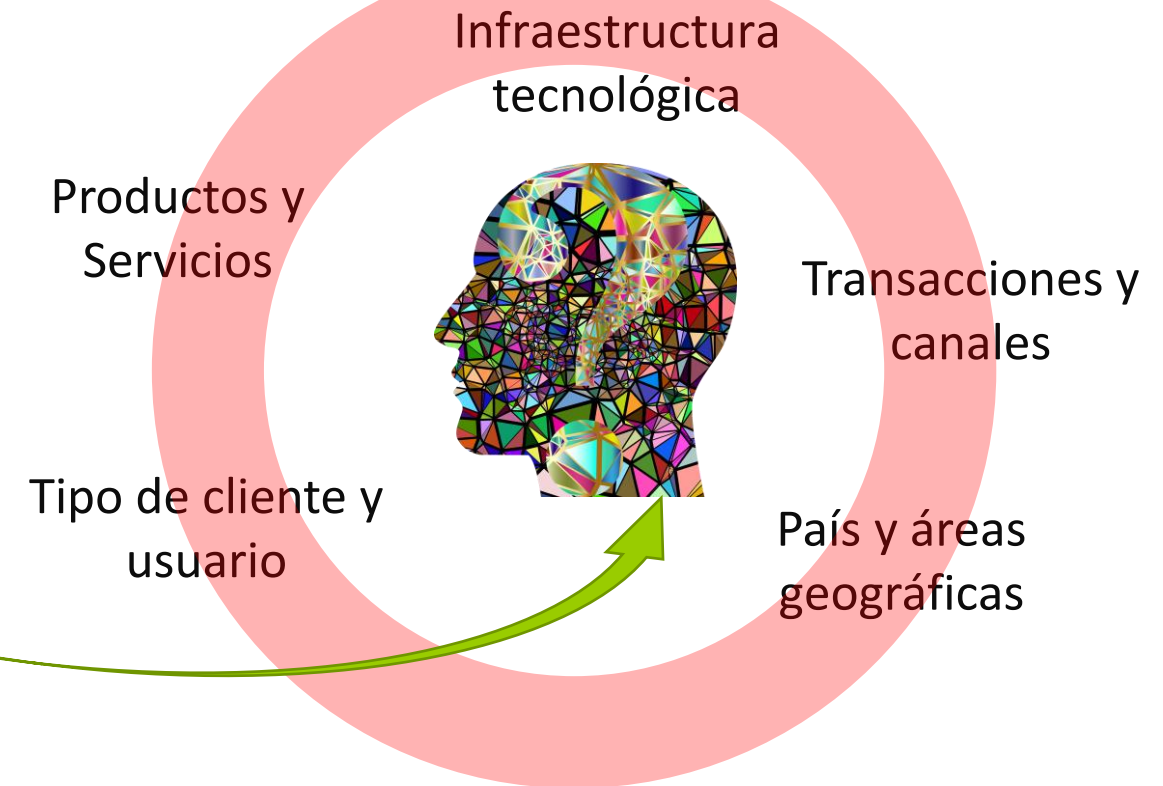 Infraestructura
tecnológica
Productos y
Servicios
Transacciones y
canales
Tipo de cliente y
usuario
País y áreas
geográficas